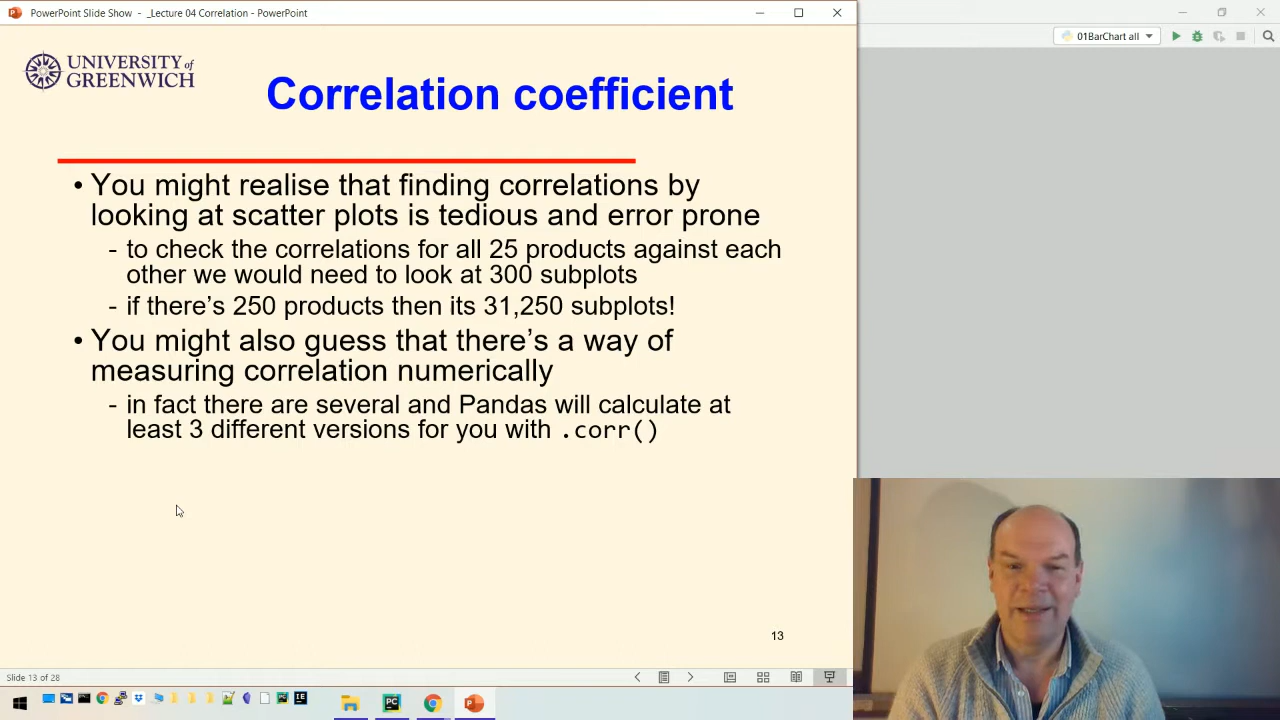 PowerPoint Slide Show - _Lecture 04 Correlation - PowerPoint
01BarChart all
UNIVERSITY of
GREENWICH
Correlation coefficient
• You might realise that finding correlations by
looking at scatter plots is tedious and error prone
- to check the correlations for all 25 products against each
other we would need to look at 300 subplots
- if there's 250 products then its 31,250 subplots!
• You might also guess that there's a way of
measuring correlation numerically
- in fact there are several and Pandas will calculate at
least 3 different versions for you with .corr()
13
Slide 13 of 28
PC
IE